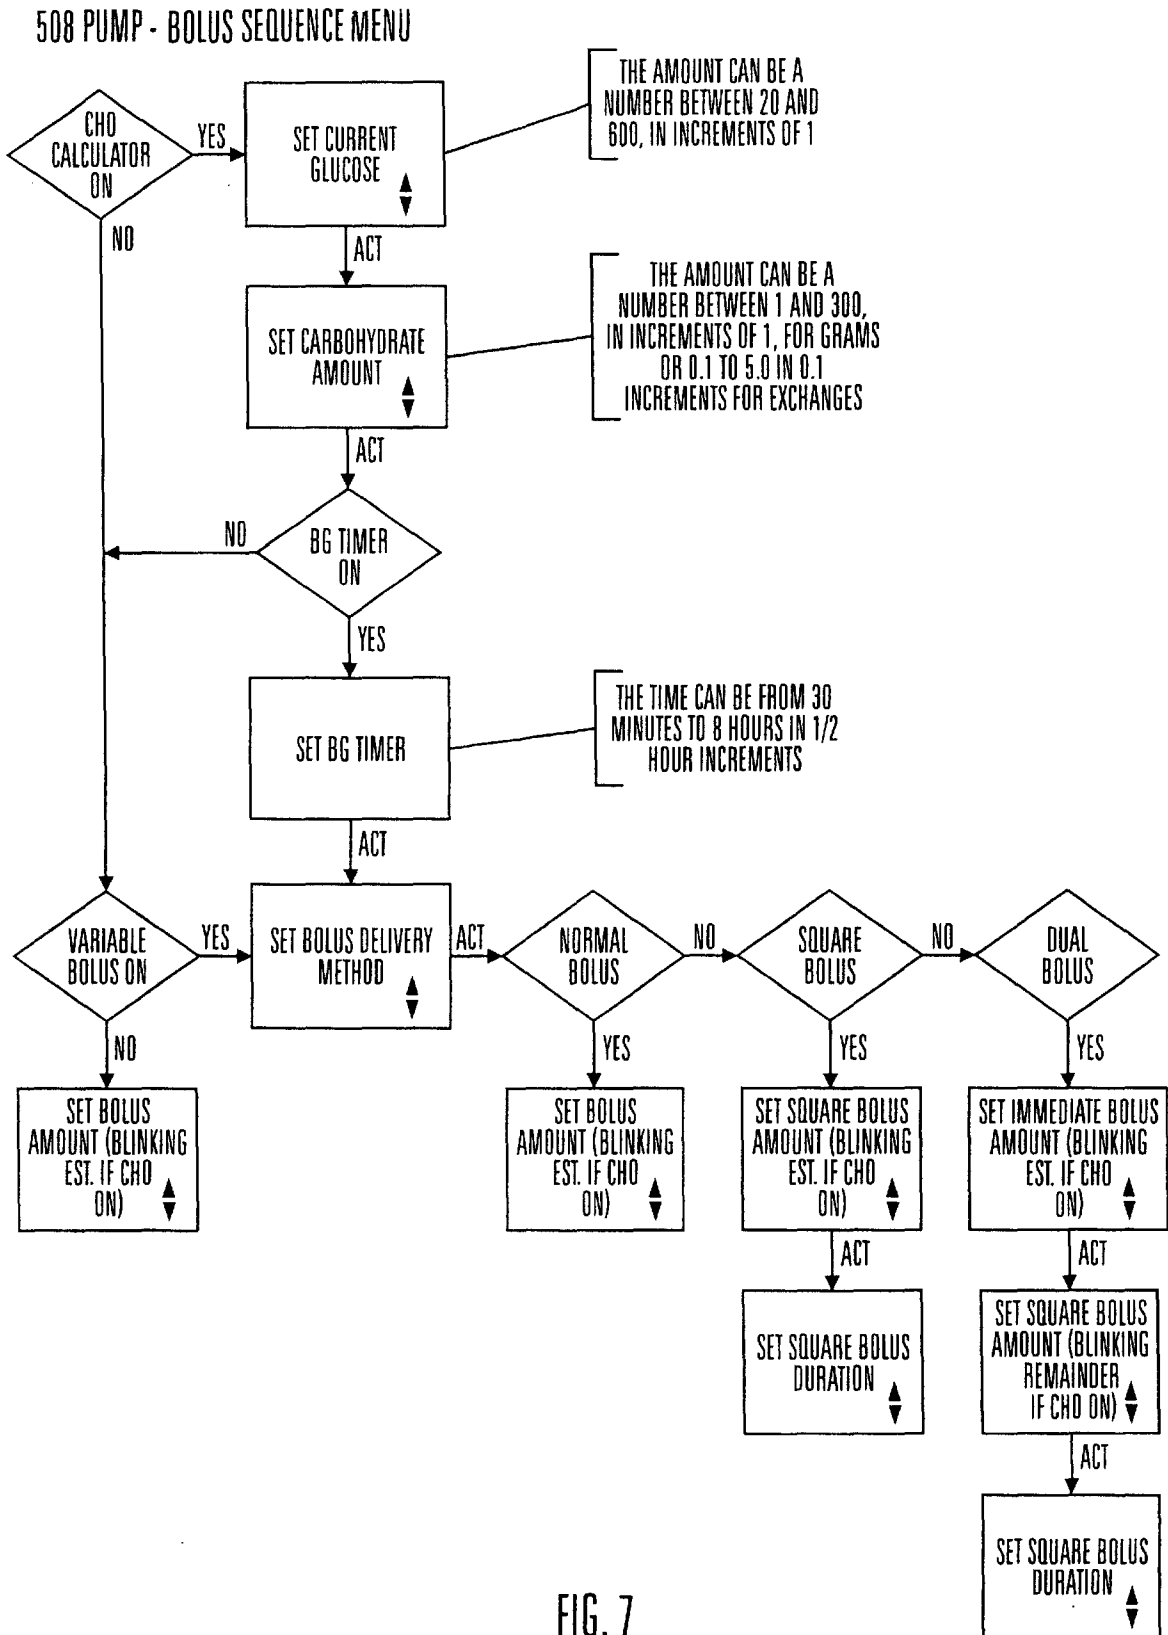 508 PUMP - BOLUS SEQUENCE MENU
CHO
CALCULATOR
ON
YES
NO
SET CURRENT
GLUCOSE
THE AMOUNT CAN BE A
NUMBER BETWEEN 20 AND
600, IN INCREMENTS OF 1
ACT
SET CARBOHYDRATE
AMOUNT
THE AMOUNT CAN BE A
NUMBER BETWEEN 1 AND 300,
IN INCREMENTS OF 1, FOR GRAMS
OR 0.1 TO 5.0 IN 0.1
INCREMENTS FOR EXCHANGES
ACT
BG TIMER
ON
NO
YES
SET BG TIMER
THE TIME CAN BE FROM 30
MINUTES TO 8 HOURS IN 1/2
HOUR INCREMENTS
ACT
VARIABLE
BOLUS ON
YES
SET BOLUS DELIVERY
METHOD
ACT
NORMAL
BOLUS
NO
SQUARE
BOLUS
NO
DUAL
BOLUS
NO
YES
YES
YES
SET BOLUS
AMOUNT (BLINKING
EST. IF CHO
ON)
SET BOLUS
AMOUNT (BLINKING
EST. IF CHO
ON)
SET SQUARE BOLUS
AMOUNT (BLINKING
EST. IF CHO
ON)
SET IMMEDIATE BOLUS
AMOUNT (BLINKING
EST. IF CHO
ON)
ACT
ACT
SET SQUARE BOLUS
DURATION
SET SQUARE BOLUS
AMOUNT (BLINKING
REMAINDER
IF CHO ON)
ACT
SET SQUARE BOLUS
DURATION
FIG. 7